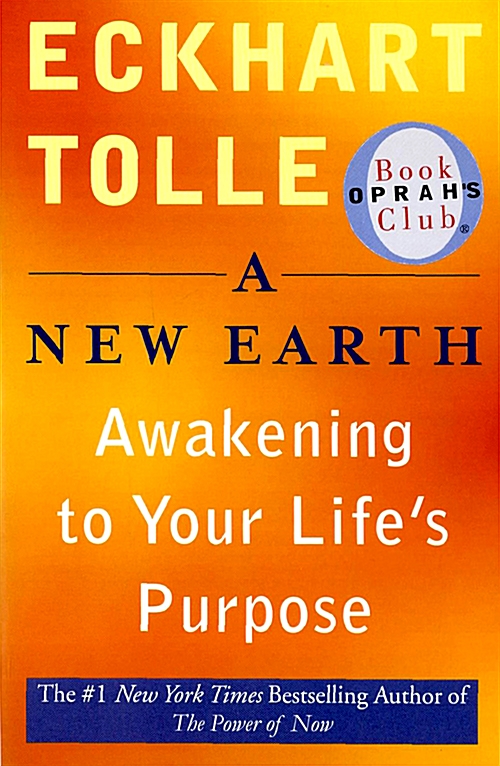 ECKHART
TOLLE
Book
OPRAH'S
Club®
A
NEW EARTH
Awakening
to Your Life's
Purpose
The #1 New York Times Bestselling Author of
The Power of Now